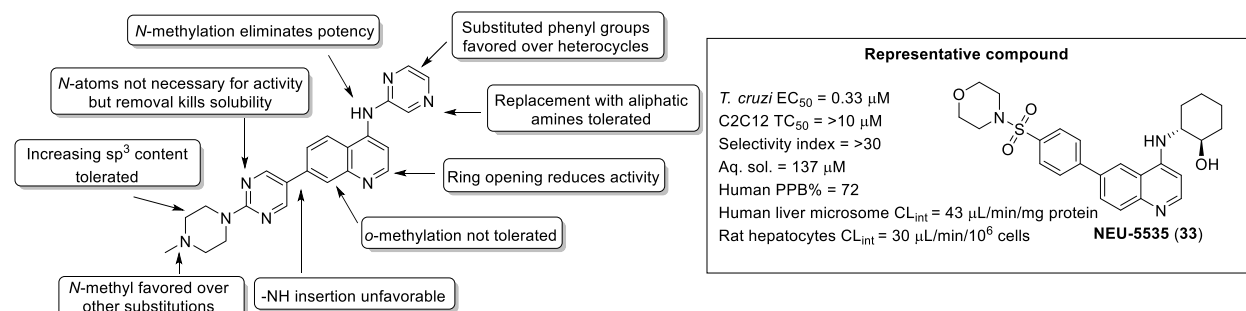 N-methylation eliminates potency
Substituted phenyl groups
favored over heterocycles
N-atoms not necessary for activity
but removal kills solubility
Replacement with aliphatic
amines tolerated
Increasing sp³ content
tolerated
Ring opening reduces activity
o-methylation not tolerated
N-methyl favored over
other substitutions
-NH insertion unfavorable
N
N
HN
N
N
N
N
N
Representative compound
T. cruzi EC₅₀ = 0.33 μM
C2C12 TC₅₀ = >10 μM
Selectivity index = >30
Aq. sol. = 137 μM
Human PPB% = 72
Human liver microsome CLint = 43 μL/min/mg protein
Rat hepatocytes CLint = 30 μL/min/10⁶ cells
O
N
S
O
O
HN
OH
N
NEU-5535 (33)